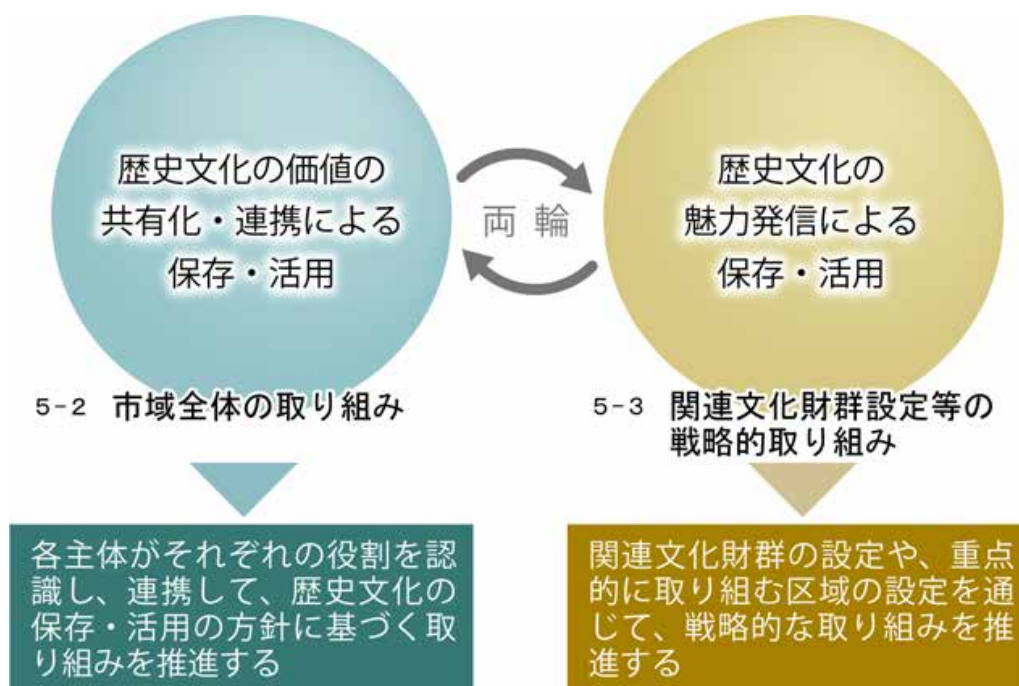 歴史文化の価値の
共有化・連携による
保存・活用
両輪
歴史文化の
魅力発信による
保存・活用
5-2 市域全体の取り組み
5-3 関連文化財群設定等の
戦略的取り組み
各主体がそれぞれの役割を認
識し、連携して、歴史文化の
保存・活用の方針に基づく取
り組みを推進する
関連文化財群の設定や、重点
的に取り組む区域の設定を通
じて、戦略的な取り組みを推
進する